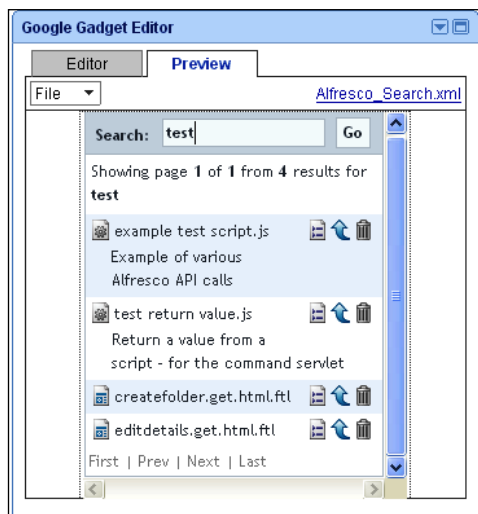 Google Gadget Editor
Editor Preview
File Alfresco_Search.xml
Search: test Go
Showing page 1 of 1 from 4 results for
test
example test script.js
Example of various
Alfresco API calls
test return value.js
Return a value from a
script - for the command servlet
createfolder.get.html.ftl
editdetails.get.html.ftl
First | Prev | Next | Last